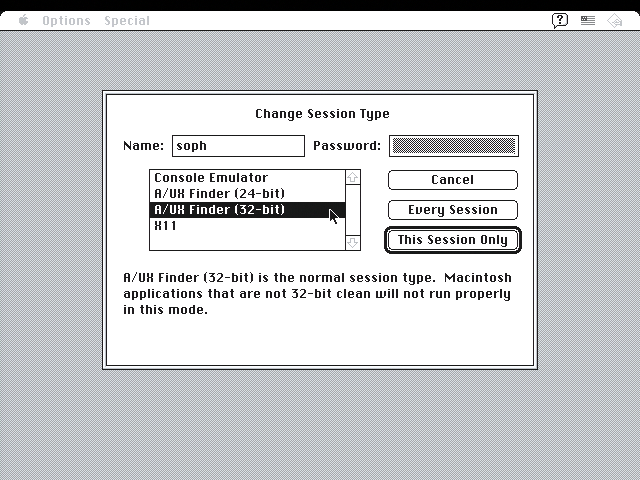 Options Special
?
Change Session Type
Name: soph Password:
Console Emulator
A/UX Finder (24-bit)
A/UX Finder (32-bit)
X11
Cancel
Every Session
This Session Only
A/UX Finder (32-bit) is the normal session type. Macintosh
applications that are not 32-bit clean will not run properly
in this mode.